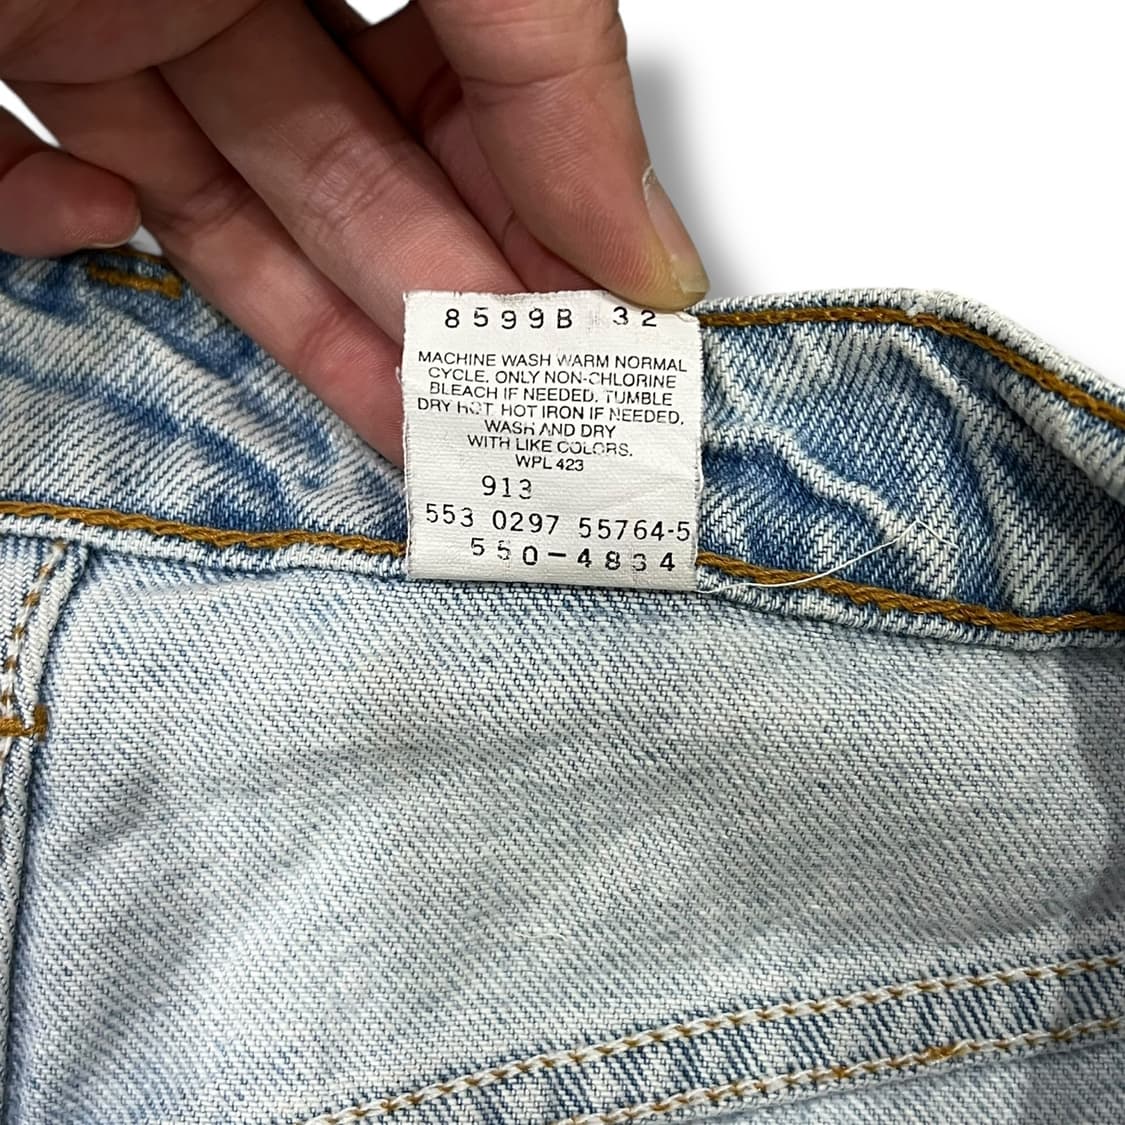 8599B 32
MACHINE WASH WARM NORMAL
CYCLE. ONLY NON-CHLORINE
BLEACH IF NEEDED. TUMBLE
DRY HOT. HOT IRON IF NEEDED.
WASH AND DRY
WITH LIKE COLORS.
WPL 423
913
553 0297 55764-5
550-4834